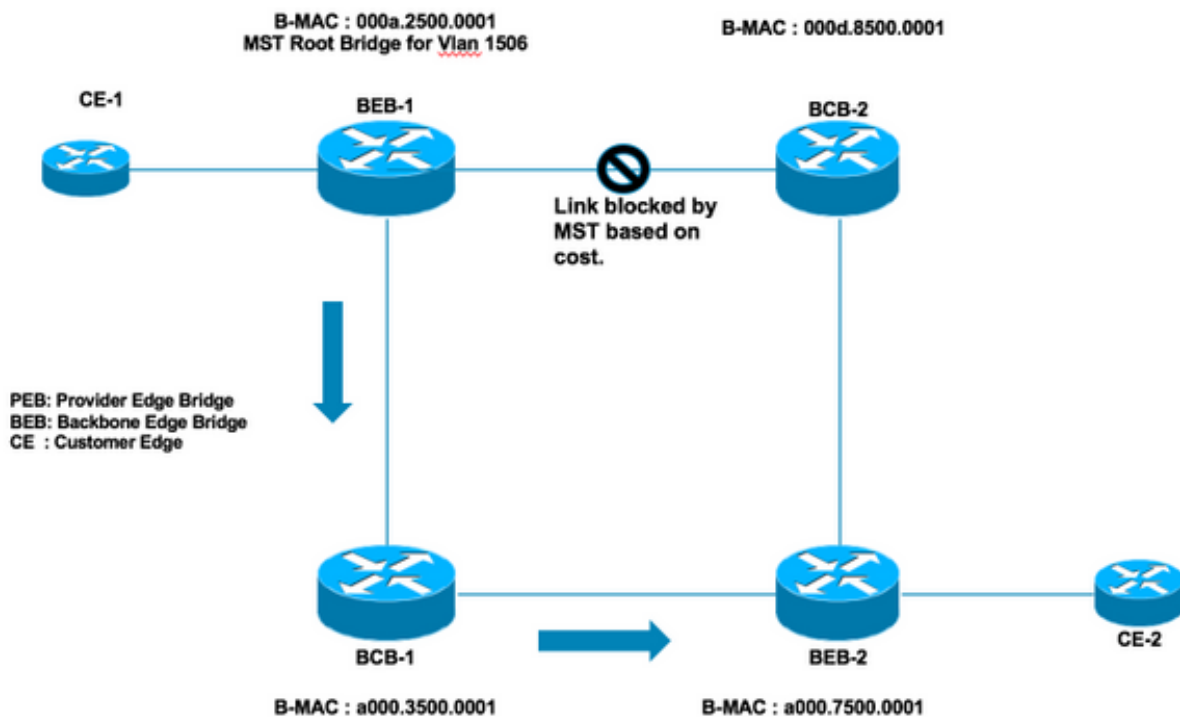 B-MAC : 000a.2500.0001
MST Root Bridge for Vlan 1506
B-MAC : 000d.8500.0001
CE-1
BEB-1
BCB-2
Link blocked by
MST based on
cost.
PEB: Provider Edge Bridge
BEB: Backbone Edge Bridge
CE : Customer Edge
BCB-1
BEB-2
CE-2
B-MAC : a000.3500.0001
B-MAC : a000.7500.0001